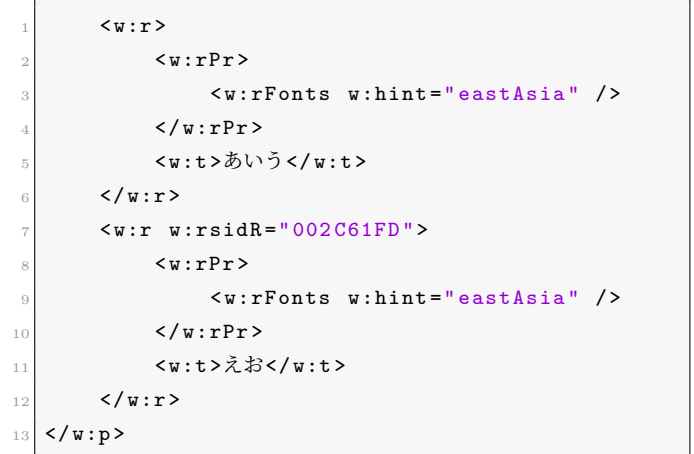 1 <w:r>
2 <w:rPr>
3 <w:rFonts w:hint="eastAsia" />
4 </w:rPr>
5 <w:t>あいう</w:t>
6 </w:r>
7 <w:r w:rsidR="002C61FD">
8 <w:rPr>
9 <w:rFonts w:hint="eastAsia" />
10 </w:rPr>
11 <w:t>えお</w:t>
12 </w:r>
13 </w:p>